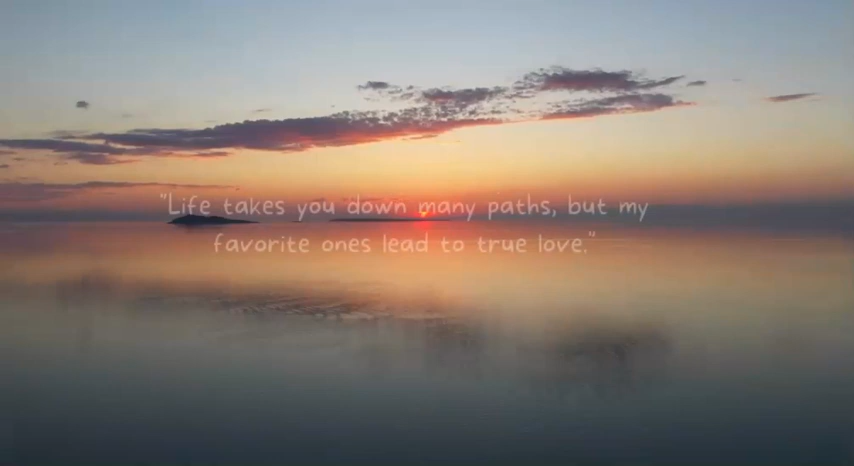 "Life takes you down many paths, but my
favorite ones lead to true love."